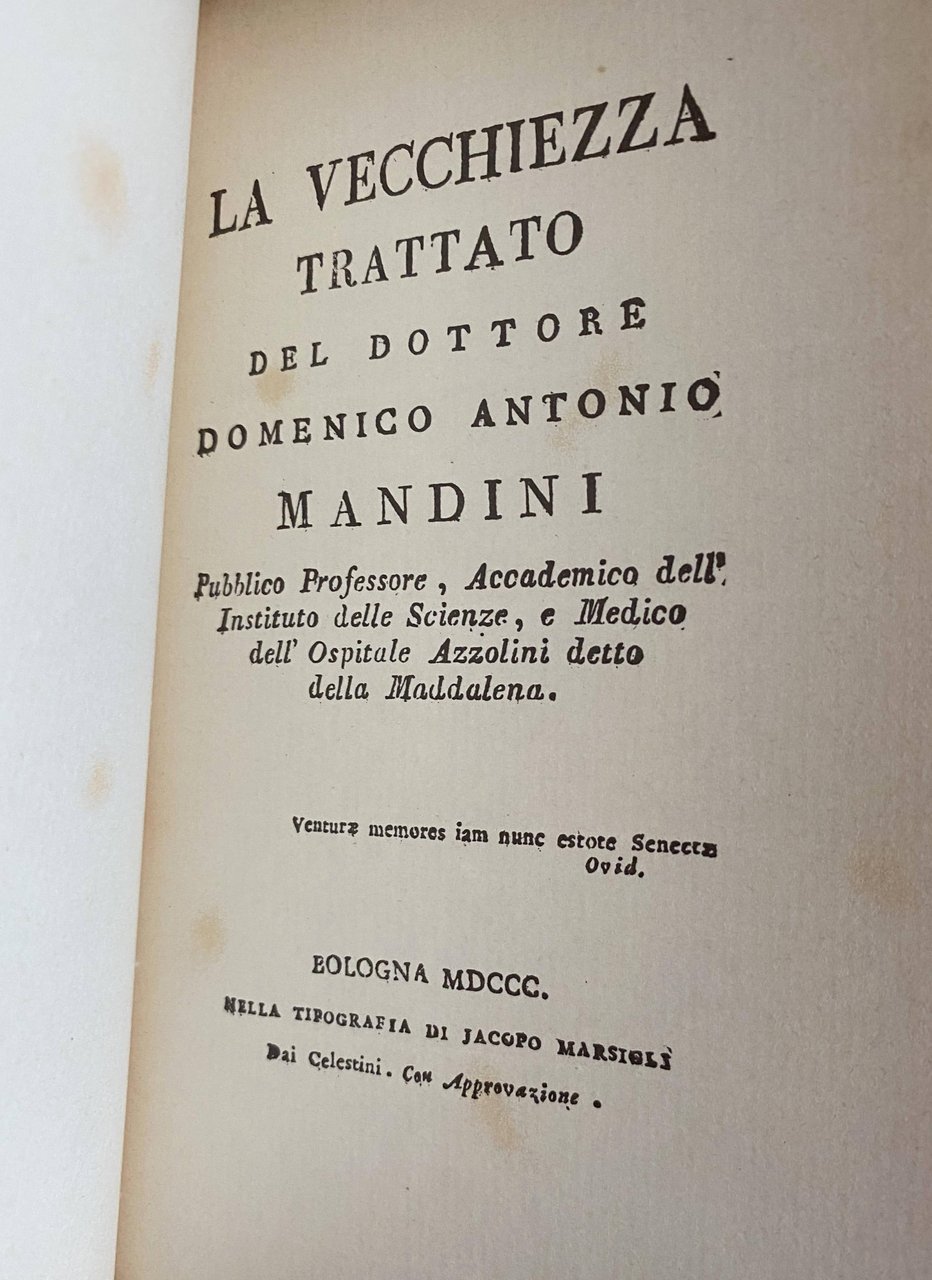 LA VECCHIEZZA
TRATTATO
DEL DOTTORE
DOMENICO ANTONIO
MANDINI
Pubblico Professore, Accademico dell'
Instituto delle Scienze, e Medico
dell' Ospitale Azzolini detto
della Maddalena.
Venturæ memores iam nunc estote Senectæ
Ovid.
BOLOGNA MDCCC.
NELLA TIPOGRAFIA DI JACOPO MARSIGLJ
Dai Celestini. Con Approvazione.